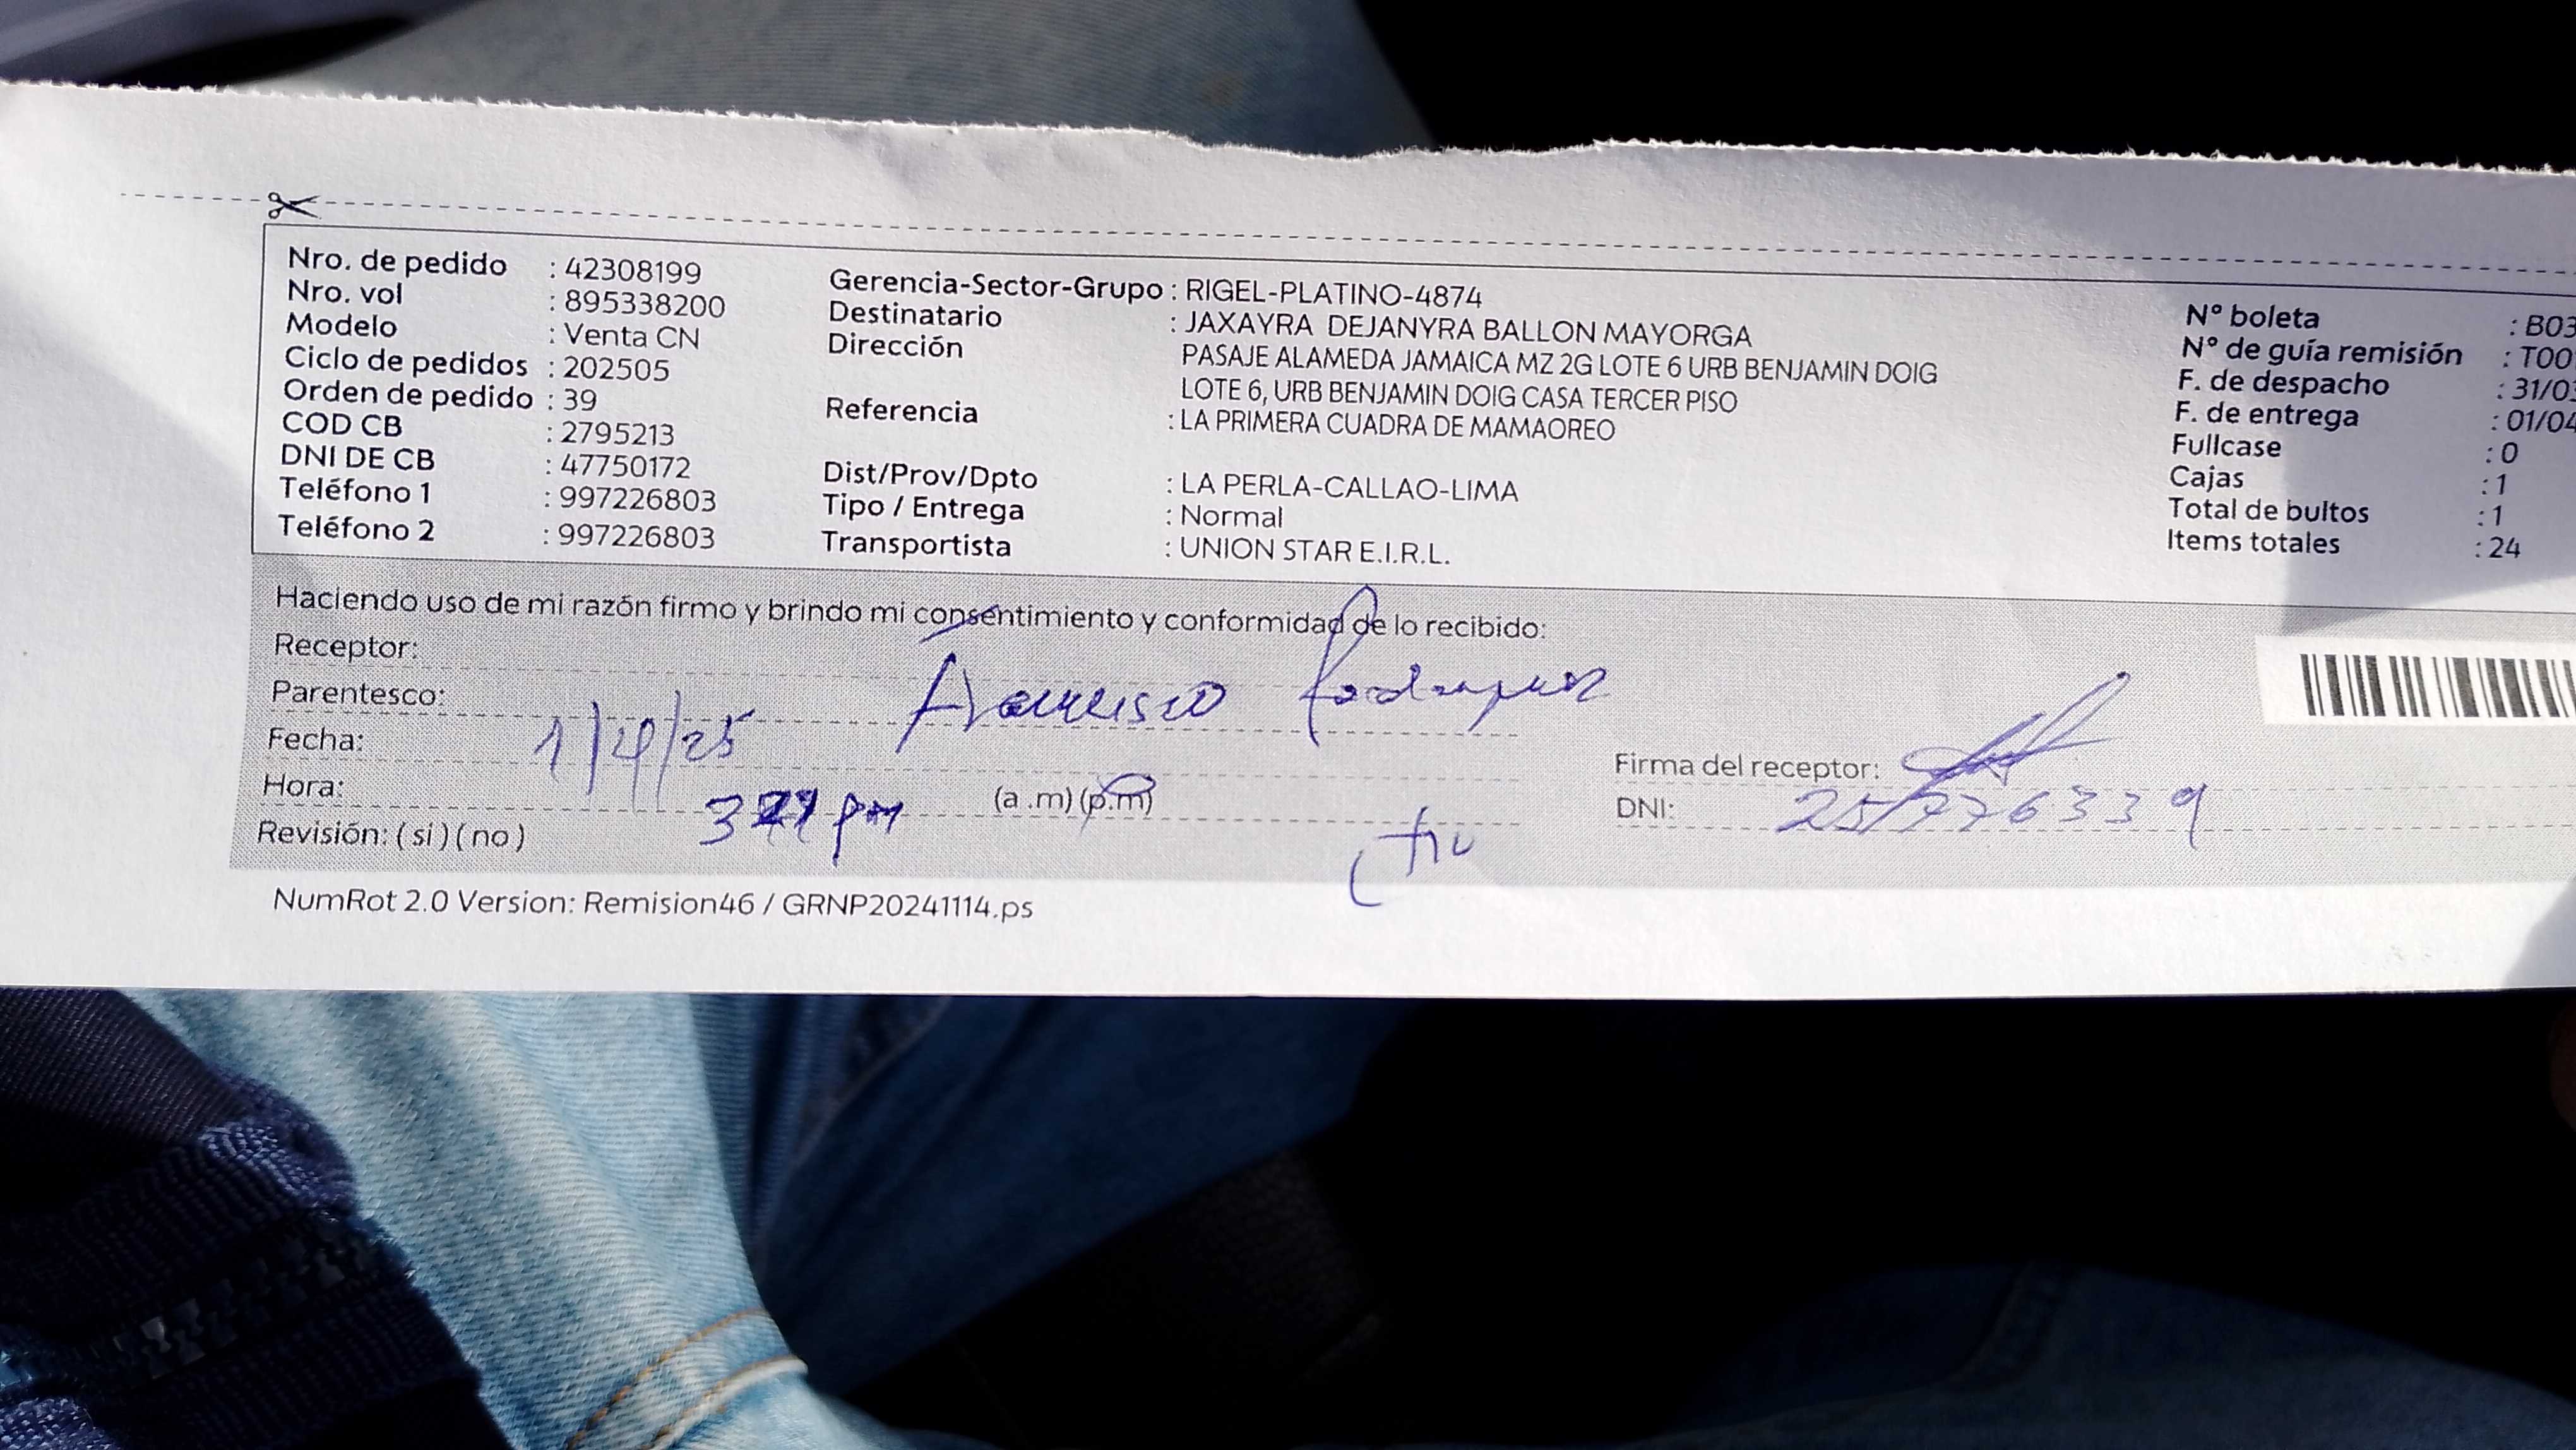 Nro. de pedido : 42308199
Nro. vol : 895338200
Modelo : Venta CN
Ciclo de pedidos : 202505
Orden de pedido : 39
COD CB : 2795213
DNI DE CB : 47750172
Teléfono 1 : 997226803
Teléfono 2 : 997226803
Gerencia-Sector-Grupo : RIGEL-PLATINO-4874
Destinatario : JAXAYRA DEJANYRA BALLON MAYORGA
Dirección PASAJE ALAMEDA JAMAICA MZ 2G LOTE 6 URB BENJAMIN DOIG
LOTE 6, URB BENJAMIN DOIG CASA TERCER PISO
Referencia : LA PRIMERA CUADRA DE MAMAOREO
Dist/Prov/Dpto : LA PERLA-CALLAO-LIMA
Tipo / Entrega : Normal
Transportista : UNION STAR E.I.R.L.
N° boleta : B03
N° de guía remisión : T00
F. de despacho : 31/03
F. de entrega : 01/04
Fullcase : 0
Cajas : 1
Total de bultos : 1
Items totales : 24
Haciendo uso de mi razón firmo y brindo mi consentimiento y conformidad de lo recibido:
Receptor: Francisco Rodriguez
Parentesco:
Fecha: 1/4/25
Hora: pm (a .m) (p.m)
Revisión: ( si ) ( no )
Firma del receptor:
DNI: 25776339
NumRot 2.0 Version: Remision46 / GRNP20241114.ps